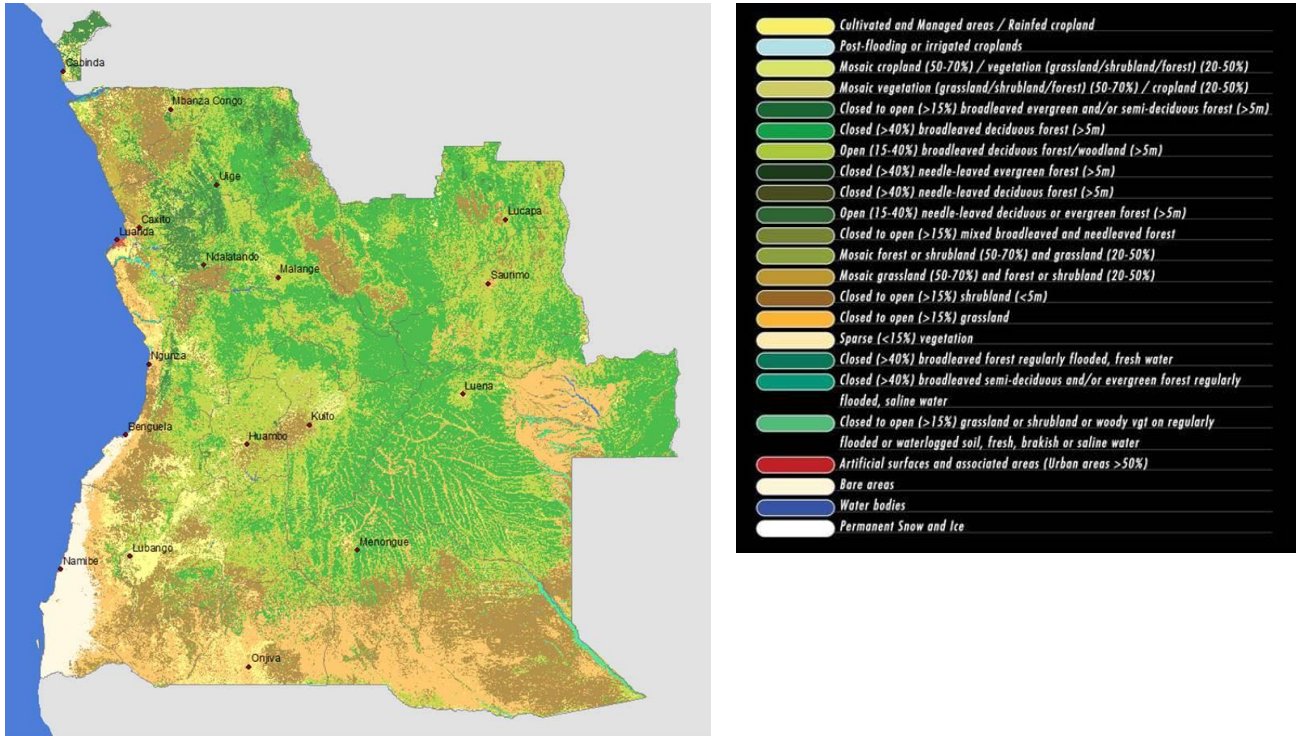 Cabinda
Mbanza Congo
Uige
Lucapa
Caxito
Luanda
Ndalatando
Malange
Saurimo
Ngunza
Luena
Kuito
Benguela
Huambo
Menongue
Lubango
Namibe
Onjiva
Cultivated and Managed areas / Rainfed cropland
Post-flooding or irrigated croplands
Mosaic cropland (50-70%) / vegetation (grassland/shrubland/forest) (20-50%)
Mosaic vegetation (grassland/shrubland/forest) (50-70%) / cropland (20-50%)
Closed to open (>15%) broadleaved evergreen and/or semi-deciduous forest (>5m)
Closed (>40%) broadleaved deciduous forest (>5m)
Open (15-40%) broadleaved deciduous forest/woodland (>5m)
Closed (>40%) needle-leaved evergreen forest (>5m)
Closed (>40%) needle-leaved deciduous forest (>5m)
Open (15-40%) needle-leaved deciduous or evergreen forest (>5m)
Closed to open (>15%) mixed broadleaved and needleaved forest
Mosaic forest or shrubland (50-70%) and grassland (20-50%)
Mosaic grassland (50-70%) and forest or shrubland (20-50%)
Closed to open (>15%) shrubland (<5m)
Closed to open (>15%) grassland
Sparse (<15%) vegetation
Closed (>40%) broadleaved forest regularly flooded, fresh water
Closed (>40%) broadleaved semi-deciduous and/or evergreen forest regularly
flooded, saline water
Closed to open (>15%) grassland or shrubland or woody vgt on regularly
flooded or waterlogged soil, fresh, brakish or saline water
Artificial surfaces and associated areas (Urban areas >50%)
Bare areas
Water bodies
Permanent Snow and Ice